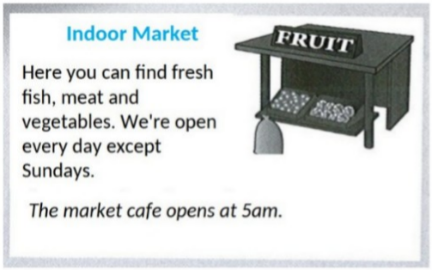 Indoor Market
FRUIT
Here you can find fresh
fish, meat and
vegetables. We're open
every day except
Sundays.
The market cafe opens at 5am.